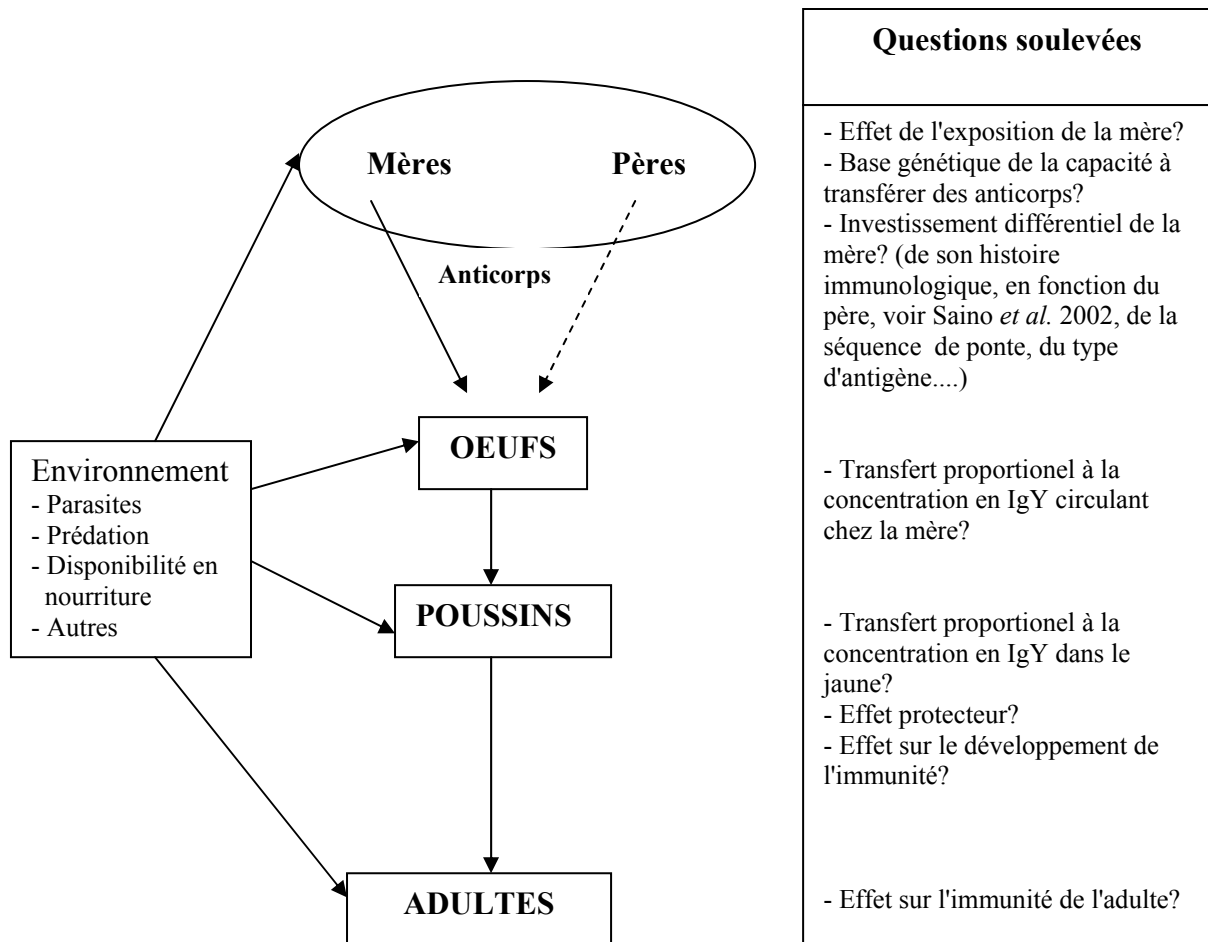 Mères
Pères
Anticorps
OEUFS
Environnement
- Parasites
- Prédation
- Disponibilité en
nourriture
- Autres
POUSSINS
ADULTES
Questions soulevées
- Effet de l'exposition de la mère?
- Base génétique de la capacité à
transférer des anticorps?
- Investissement différentiel de la
mère? (de son histoire
immunologique, en fonction du
père, voir Saino et al. 2002, de la
séquence de ponte, du type
d'antigène....)
- Transfert proportionel à la
concentration en IgY circulant
chez la mère?
- Transfert proportionel à la
concentration en IgY dans le
jaune?
- Effet protecteur?
- Effet sur le développement de
l'immunité?
- Effet sur l'immunité de l'adulte?